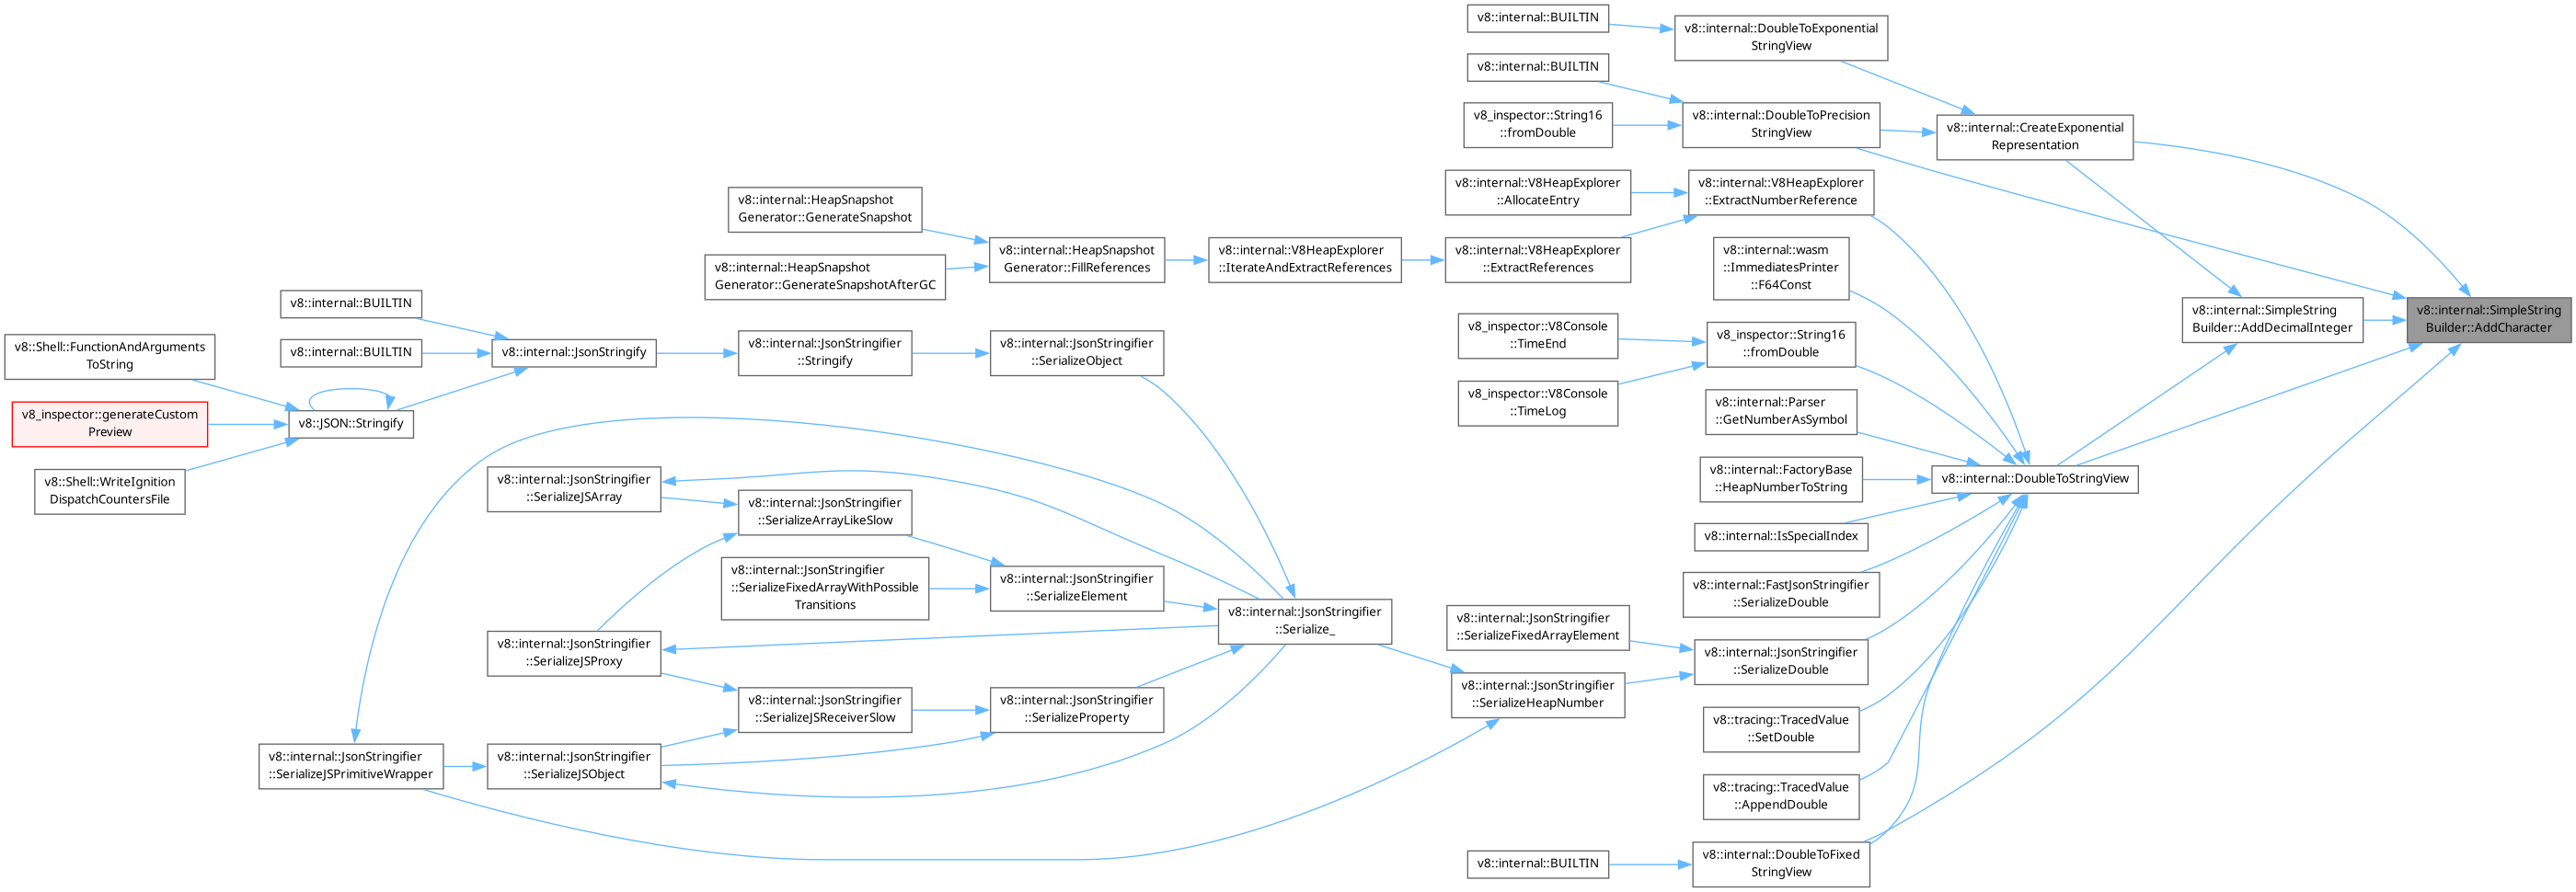 v8::internal::BUILTIN
v8::internal::DoubleToExponential
StringView
v8::internal::BUILTIN
v8_inspector::String16
::fromDouble
v8::internal::DoubleToPrecision
StringView
v8::internal::CreateExponential
Representation
v8::internal::HeapSnapshot
Generator::GenerateSnapshot
v8::internal::V8HeapExplorer
::AllocateEntry
v8::internal::V8HeapExplorer
::ExtractNumberReference
v8::internal::HeapSnapshot
Generator::GenerateSnapshotAfterGC
v8::internal::HeapSnapshot
Generator::FillReferences
v8::internal::V8HeapExplorer
::IterateAndExtractReferences
v8::internal::V8HeapExplorer
::ExtractReferences
v8::internal::wasm
::ImmediatesPrinter
::F64Const
v8::internal::SimpleString
Builder::AddDecimalInteger
v8::internal::SimpleString
Builder::AddCharacter
v8::internal::BUILTIN
v8::Shell::FunctionAndArguments
ToString
v8::internal::BUILTIN
v8::internal::JsonStringify
v8::internal::JsonStringifier
::Stringify
v8::internal::JsonStringifier
::SerializeObject
v8_inspector::V8Console
::TimeEnd
v8_inspector::String16
::fromDouble
v8_inspector::V8Console
::TimeLog
v8_inspector::generateCustom
Preview
v8::JSON::Stringify
v8::internal::Parser
::GetNumberAsSymbol
v8::Shell::WriteIgnition
DispatchCountersFile
v8::internal::JsonStringifier
::SerializeJSArray
v8::internal::JsonStringifier
::SerializeArrayLikeSlow
v8::internal::FactoryBase
::HeapNumberToString
v8::internal::DoubleToStringView
v8::internal::IsSpecialIndex
v8::internal::JsonStringifier
::SerializeFixedArrayWithPossible
Transitions
v8::internal::JsonStringifier
::SerializeElement
v8::internal::FastJsonStringifier
::SerializeDouble
v8::internal::JsonStringifier
::Serialize_
v8::internal::JsonStringifier
::SerializeFixedArrayElement
v8::internal::JsonStringifier
::SerializeJSProxy
v8::internal::JsonStringifier
::SerializeDouble
v8::internal::JsonStringifier
::SerializeJSReceiverSlow
v8::internal::JsonStringifier
::SerializeProperty
v8::internal::JsonStringifier
::SerializeHeapNumber
v8::tracing::TracedValue
::SetDouble
v8::internal::JsonStringifier
::SerializeJSPrimitiveWrapper
v8::internal::JsonStringifier
::SerializeJSObject
v8::tracing::TracedValue
::AppendDouble
v8::internal::BUILTIN
v8::internal::DoubleToFixed
StringView